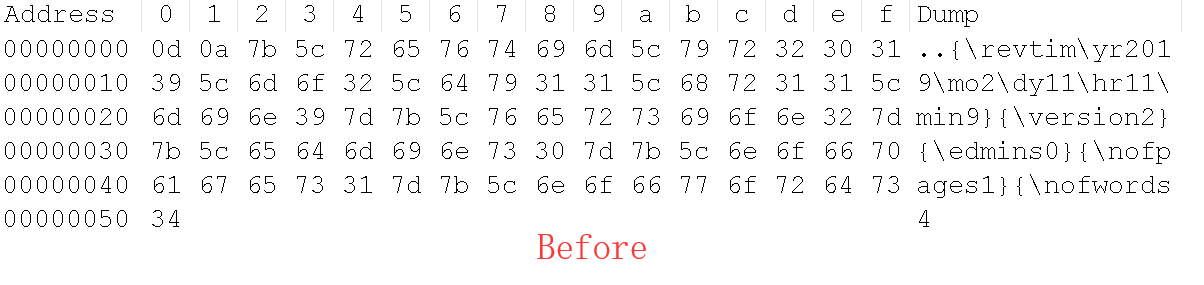 Address 0 1 2 3 4 5 6 7 8 9 a b c d e f Dump
00000000 0d 0a 7b 5c 72 65 76 74 69 6d 5c 79 72 32 30 31 ..{\revtim\yr201
00000010 39 5c 6d 6f 32 5c 64 79 31 31 5c 68 72 31 31 5c 9\mo2\dy11\hr11\
00000020 6d 69 6e 39 7d 7b 5c 76 65 72 73 69 6f 6e 32 7d min9}{\version2}
00000030 7b 5c 65 64 6d 69 6e 73 30 7d 7b 5c 6e 6f 66 70 {\edmins0}{\nofp
00000040 61 67 65 73 31 7d 7b 5c 6e 6f 66 77 6f 72 64 73 ages1}{\nofwords
00000050 34 4
Before